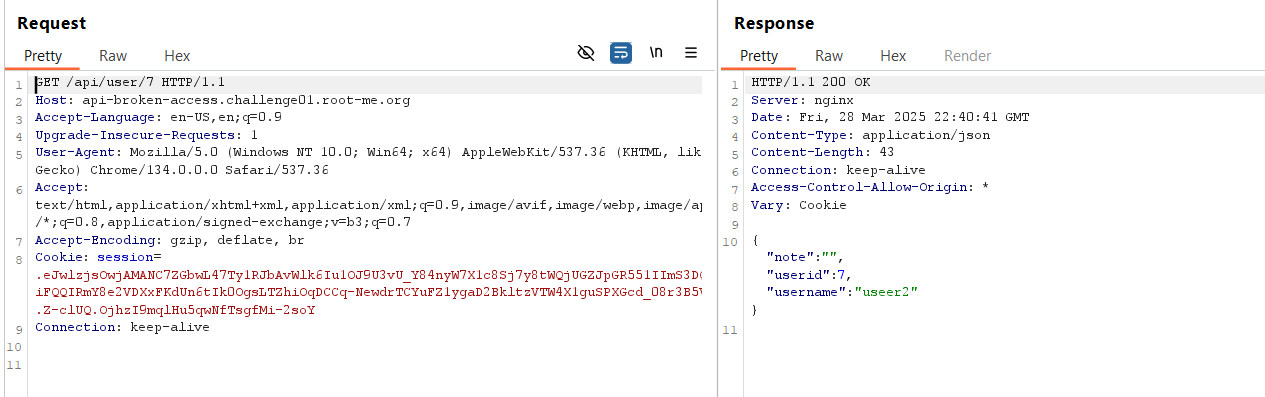 Request
Pretty Raw Hex \n
1 GET /api/user/7 HTTP/1.1
2 Host: api-broken-access.challenge01.root-me.org
3 Accept-Language: en-US,en;q=0.9
4 Upgrade-Insecure-Requests: 1
5 User-Agent: Mozilla/5.0 (Windows NT 10.0; Win64; x64) AppleWebKit/537.36 (KHTML, lik
Gecko) Chrome/134.0.0.0 Safari/537.36
6 Accept:
text/html,application/xhtml+xml,application/xml;q=0.9,image/avif,image/webp,image/ap
/*;q=0.8,application/signed-exchange;v=b3;q=0.7
7 Accept-Encoding: gzip, deflate, br
8 Cookie: session=
9 Connection: keep-alive
10
11
Response
Pretty Raw Hex Render
1 HTTP/1.1 200 OK
2 Server: nginx
3 Date: Fri, 28 Mar 2025 22:40:41 GMT
4 Content-Type: application/json
5 Content-Length: 43
6 Connection: keep-alive
7 Access-Control-Allow-Origin: *
8 Vary: Cookie
9
10 {
"note":"",
"userid":7,
"username":"useer2"
}
11